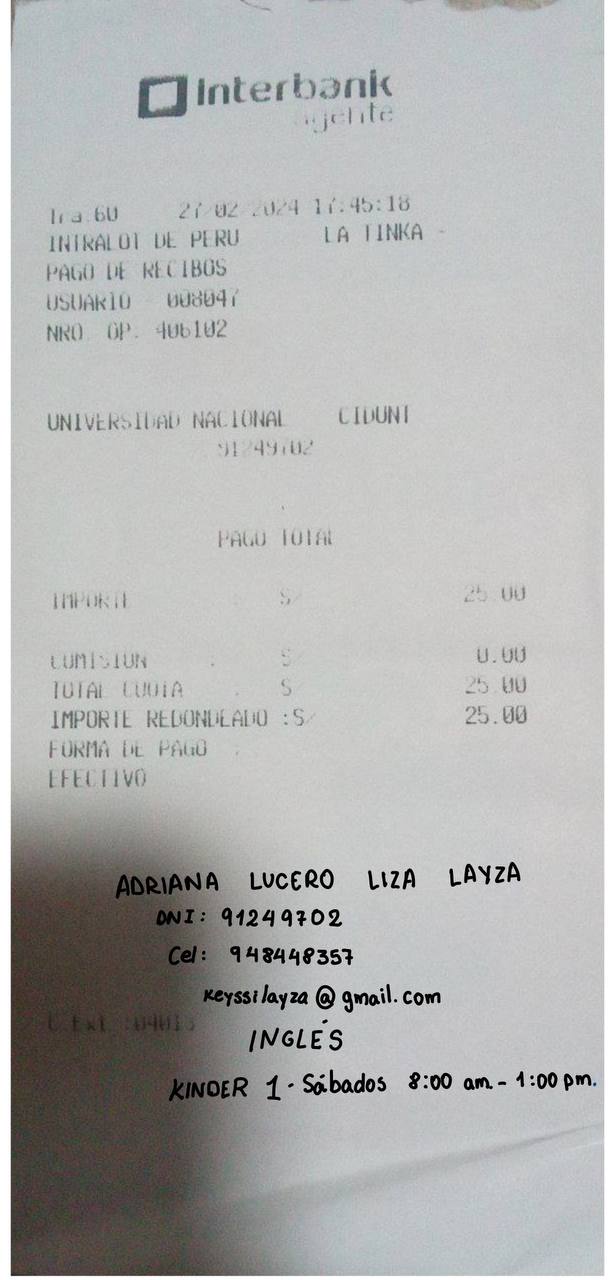 Interbank
agente
Tra:60 27/02/2024 17:45:18
INTRALOT DE PERU LA TINKA -
PAGO DE RECIBOS
USUARIO 008047
NRO. OP. 406102
UNIVERSIDAD NACIONAL CIDUNT
91249702
PAGO TOTAL
IMPORTE : S/ 25.00
COMISION : S/ 0.00
TOTAL CUOTA : S/ 25.00
IMPORTE REDONDEADO :S/ 25.00
FORMA DE PAGO :
EFECTIVO
ADRIANA LUCERO LIZA LAYZA
DNI: 91249702
Cel: 948448357
keyssilayza@gmail.com
INGLÉS
KINDER 1 - Sábados 8:00 am - 1:00 pm.